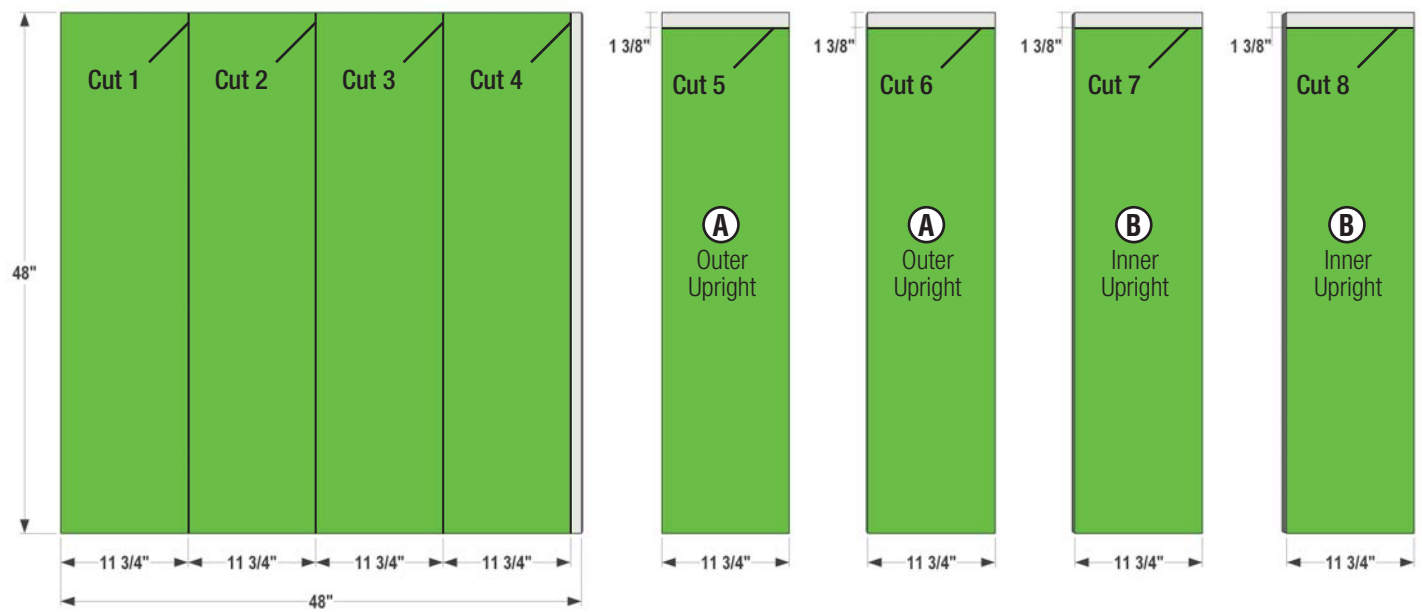 1 3/8" 1 3/8" 1 3/8" 1 3/8"
Cut 1 Cut 2 Cut 3 Cut 4 Cut 5 Cut 6 Cut 7 Cut 8
A A B B
48" Outer Outer Inner Inner
Upright Upright Upright Upright
11 3/4" 11 3/4" 11 3/4" 11 3/4" 11 3/4" 11 3/4" 11 3/4" 11 3/4"
48"